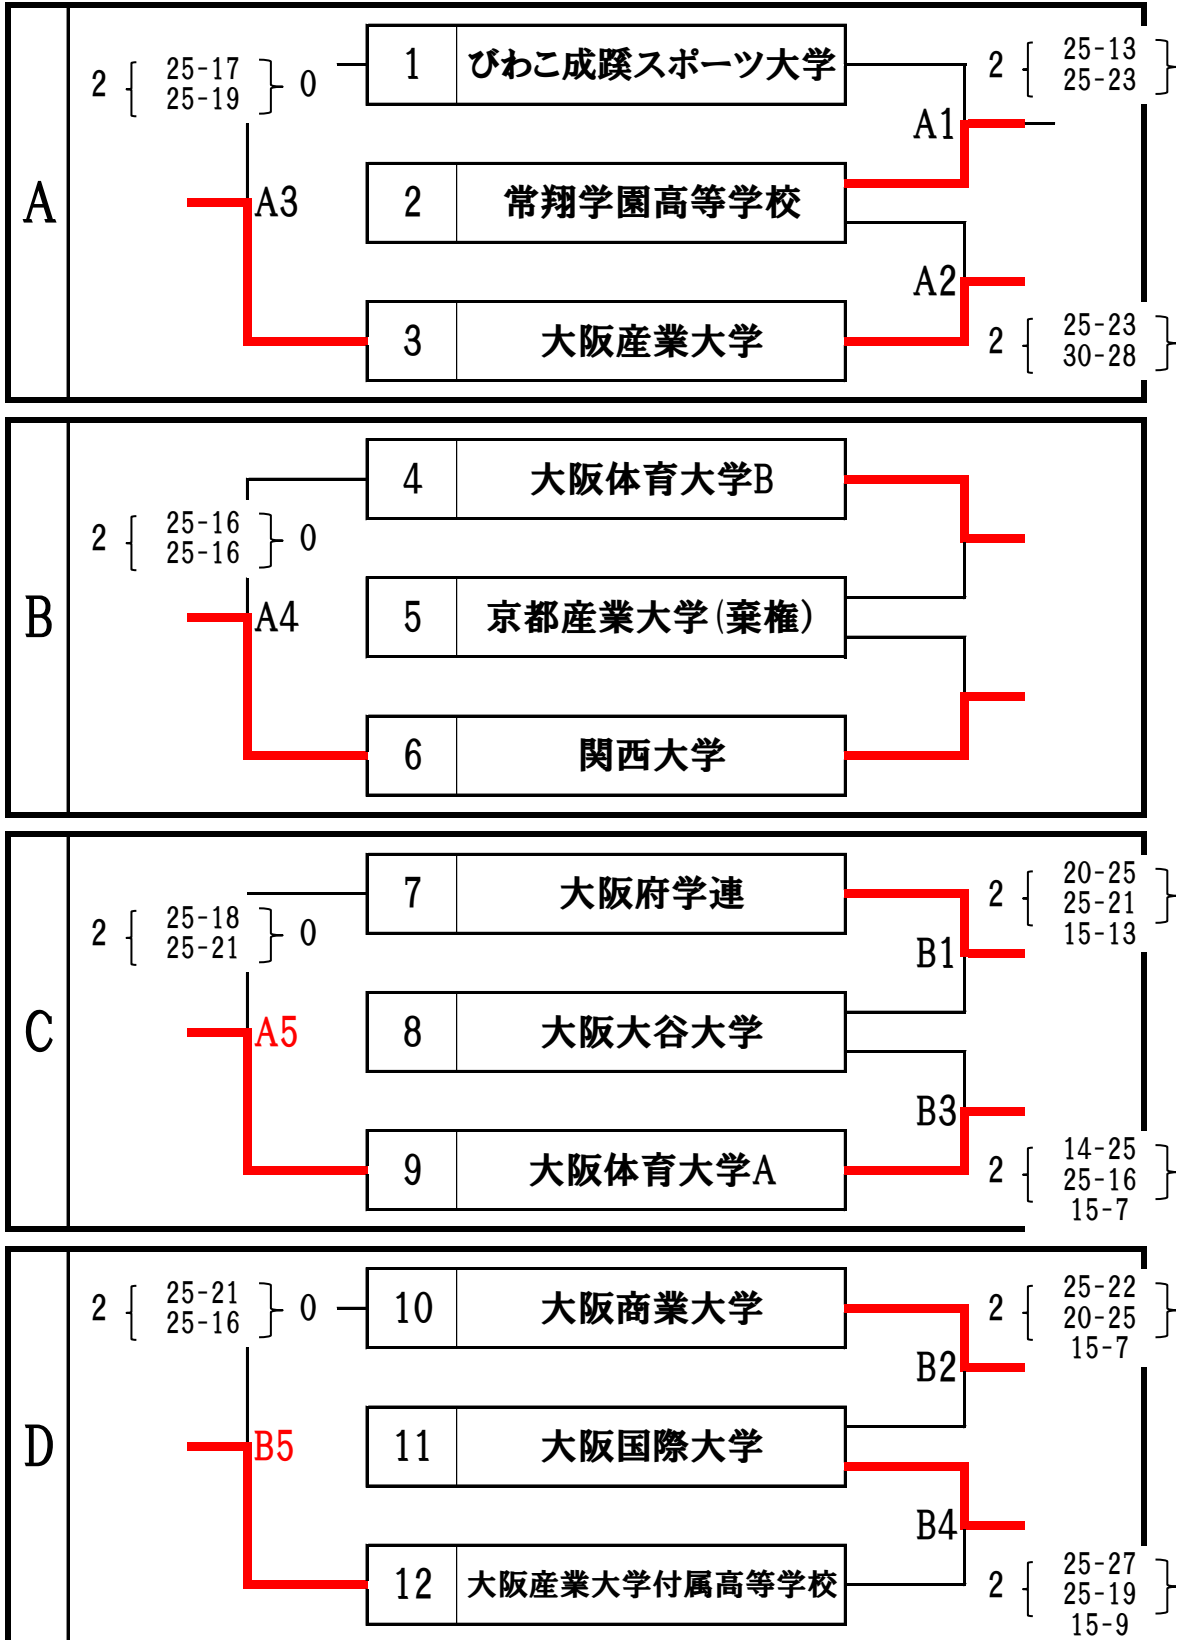 A
2 25-17 0
25-19
1 びわこ成蹊スポーツ大学
2 25-13
25-23
A1
A3
2 常翔学園高等学校
A2
3 大阪産業大学
2 25-23
30-28
B
4 大阪体育大学B
2 25-16 0
25-16
A4
5 京都産業大学(棄権)
6 関西大学
C
7 大阪府学連
2 20-25
25-21
15-13
2 25-18 0
25-21
B1
A5
8 大阪大谷大学
B3
9 大阪体育大学A
2 14-25
25-16
15-7
D
2 25-21 0
25-16
10 大阪商業大学
2 25-22
20-25
15-7
B2
B5
11 大阪国際大学
B4
12 大阪産業大学付属高等学校
2 25-27
25-19
15-9